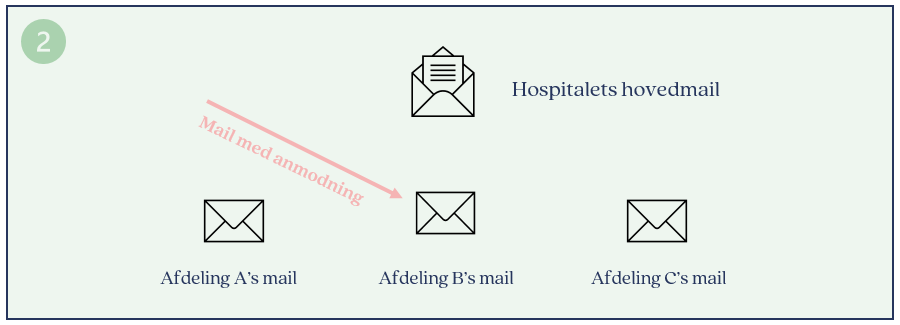 2
Hospitalets hovedmail
Mail med anmodning
Afdeling A's mail
Afdeling B's mail
Afdeling C's mail